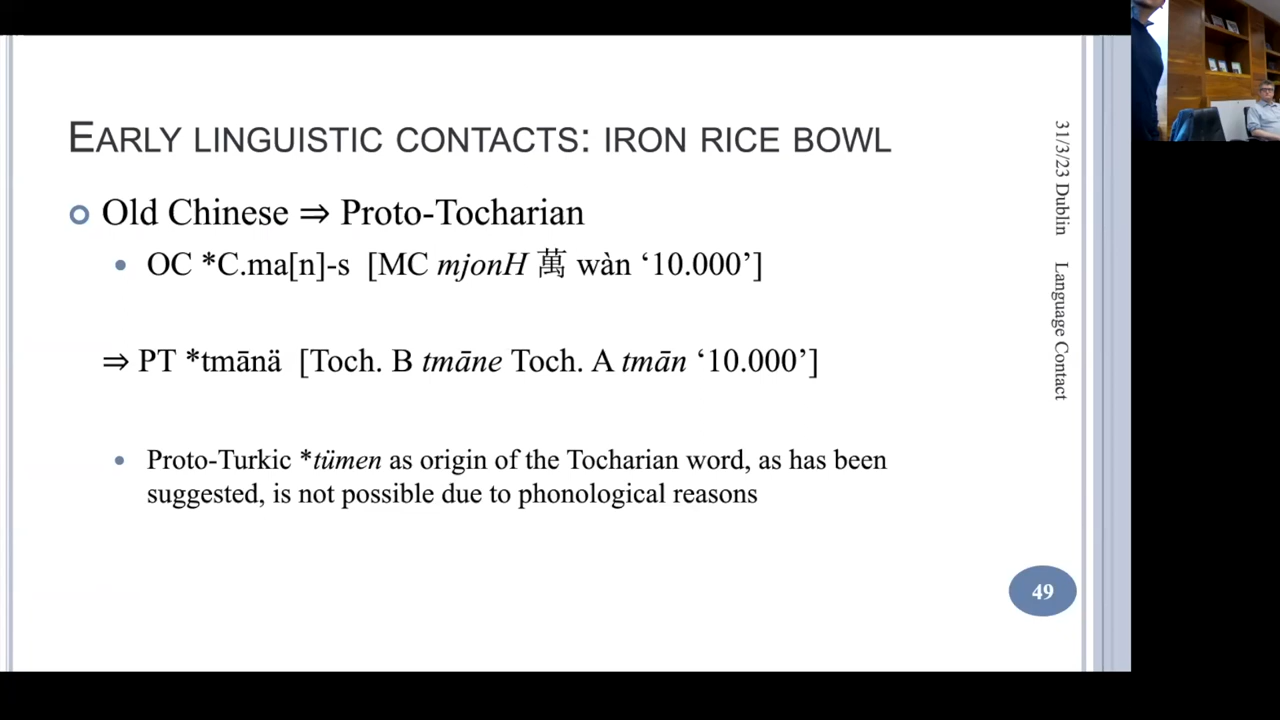 EARLY LINGUISTIC CONTACTS: IRON RICE BOWL
Old Chinese ⇒ Proto-Tocharian
OC *C.ma[n]-s [MC mjonH 萬 wàn ‘10.000’]
⇒ PT *tmānä [Toch. B tmāne Toch. A tmān ‘10.000’]
Proto-Turkic *tümen as origin of the Tocharian word, as has been
suggested, is not possible due to phonological reasons
31/3/23 Dublin Language Contact
49